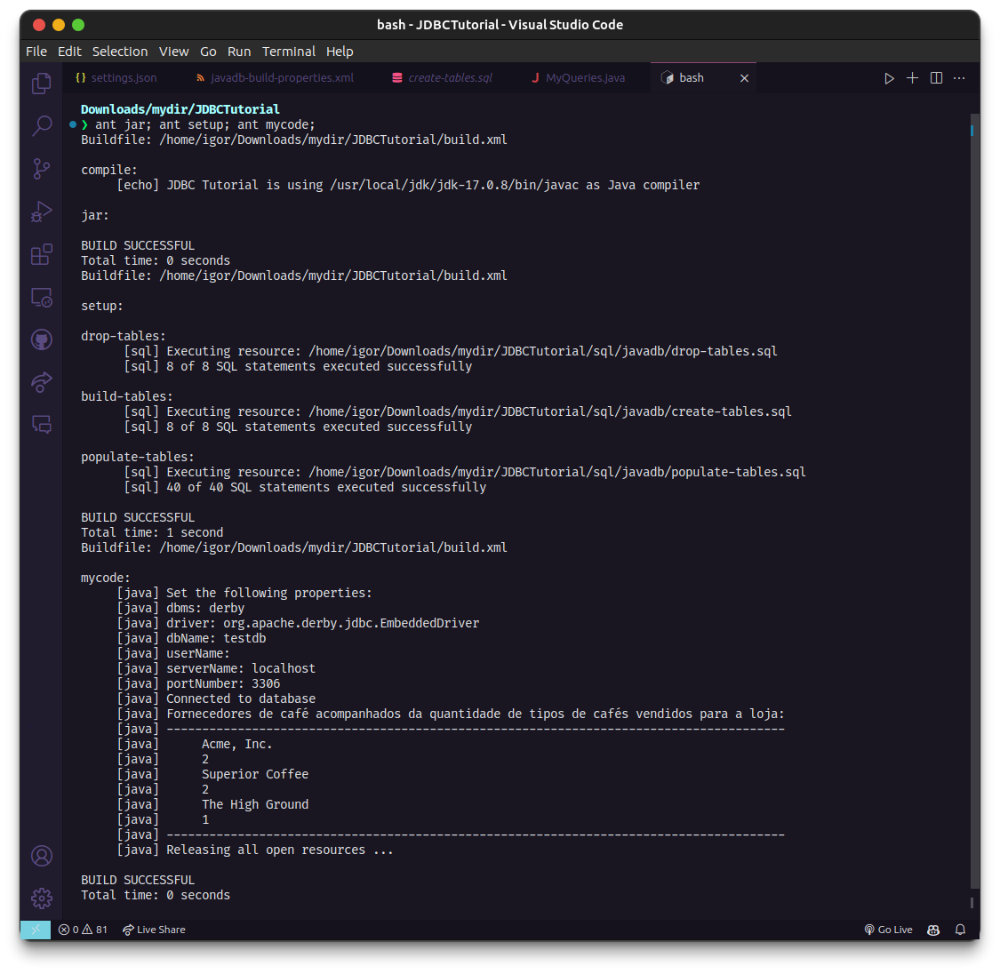 bash - JDBCTutorial - Visual Studio Code
File Edit Selection View Go Run Terminal Help
{} settings.json javadb-build-properties.xml create-tables.sql J MyQueries.java bash
Downloads/mydir/JDBCTutorial
❯ ant jar; ant setup; ant mycode;
Buildfile: /home/igor/Downloads/mydir/JDBCTutorial/build.xml
compile:
[echo] JDBC Tutorial is using /usr/local/jdk/jdk-17.0.8/bin/javac as Java compiler
jar:
BUILD SUCCESSFUL
Total time: 0 seconds
Buildfile: /home/igor/Downloads/mydir/JDBCTutorial/build.xml
setup:
drop-tables:
[sql] Executing resource: /home/igor/Downloads/mydir/JDBCTutorial/sql/javadb/drop-tables.sql
[sql] 8 of 8 SQL statements executed successfully
build-tables:
[sql] Executing resource: /home/igor/Downloads/mydir/JDBCTutorial/sql/javadb/create-tables.sql
[sql] 8 of 8 SQL statements executed successfully
populate-tables:
[sql] Executing resource: /home/igor/Downloads/mydir/JDBCTutorial/sql/javadb/populate-tables.sql
[sql] 40 of 40 SQL statements executed successfully
BUILD SUCCESSFUL
Total time: 1 second
Buildfile: /home/igor/Downloads/mydir/JDBCTutorial/build.xml
mycode:
[java] Set the following properties:
[java] dbms: derby
[java] driver: org.apache.derby.jdbc.EmbeddedDriver
[java] dbName: testdb
[java] userName:
[java] serverName: localhost
[java] portNumber: 3306
[java] Connected to database
[java] Fornecedores de café acompanhados da quantidade de tipos de cafés vendidos para a loja:
[java] ---------------------------------------------------------------------------------------
[java] Acme, Inc.
[java] 2
[java] Superior Coffee
[java] 2
[java] The High Ground
[java] 1
[java] ---------------------------------------------------------------------------------------
[java] Releasing all open resources ...
BUILD SUCCESSFUL
Total time: 0 seconds
0 81 Live Share Go Live